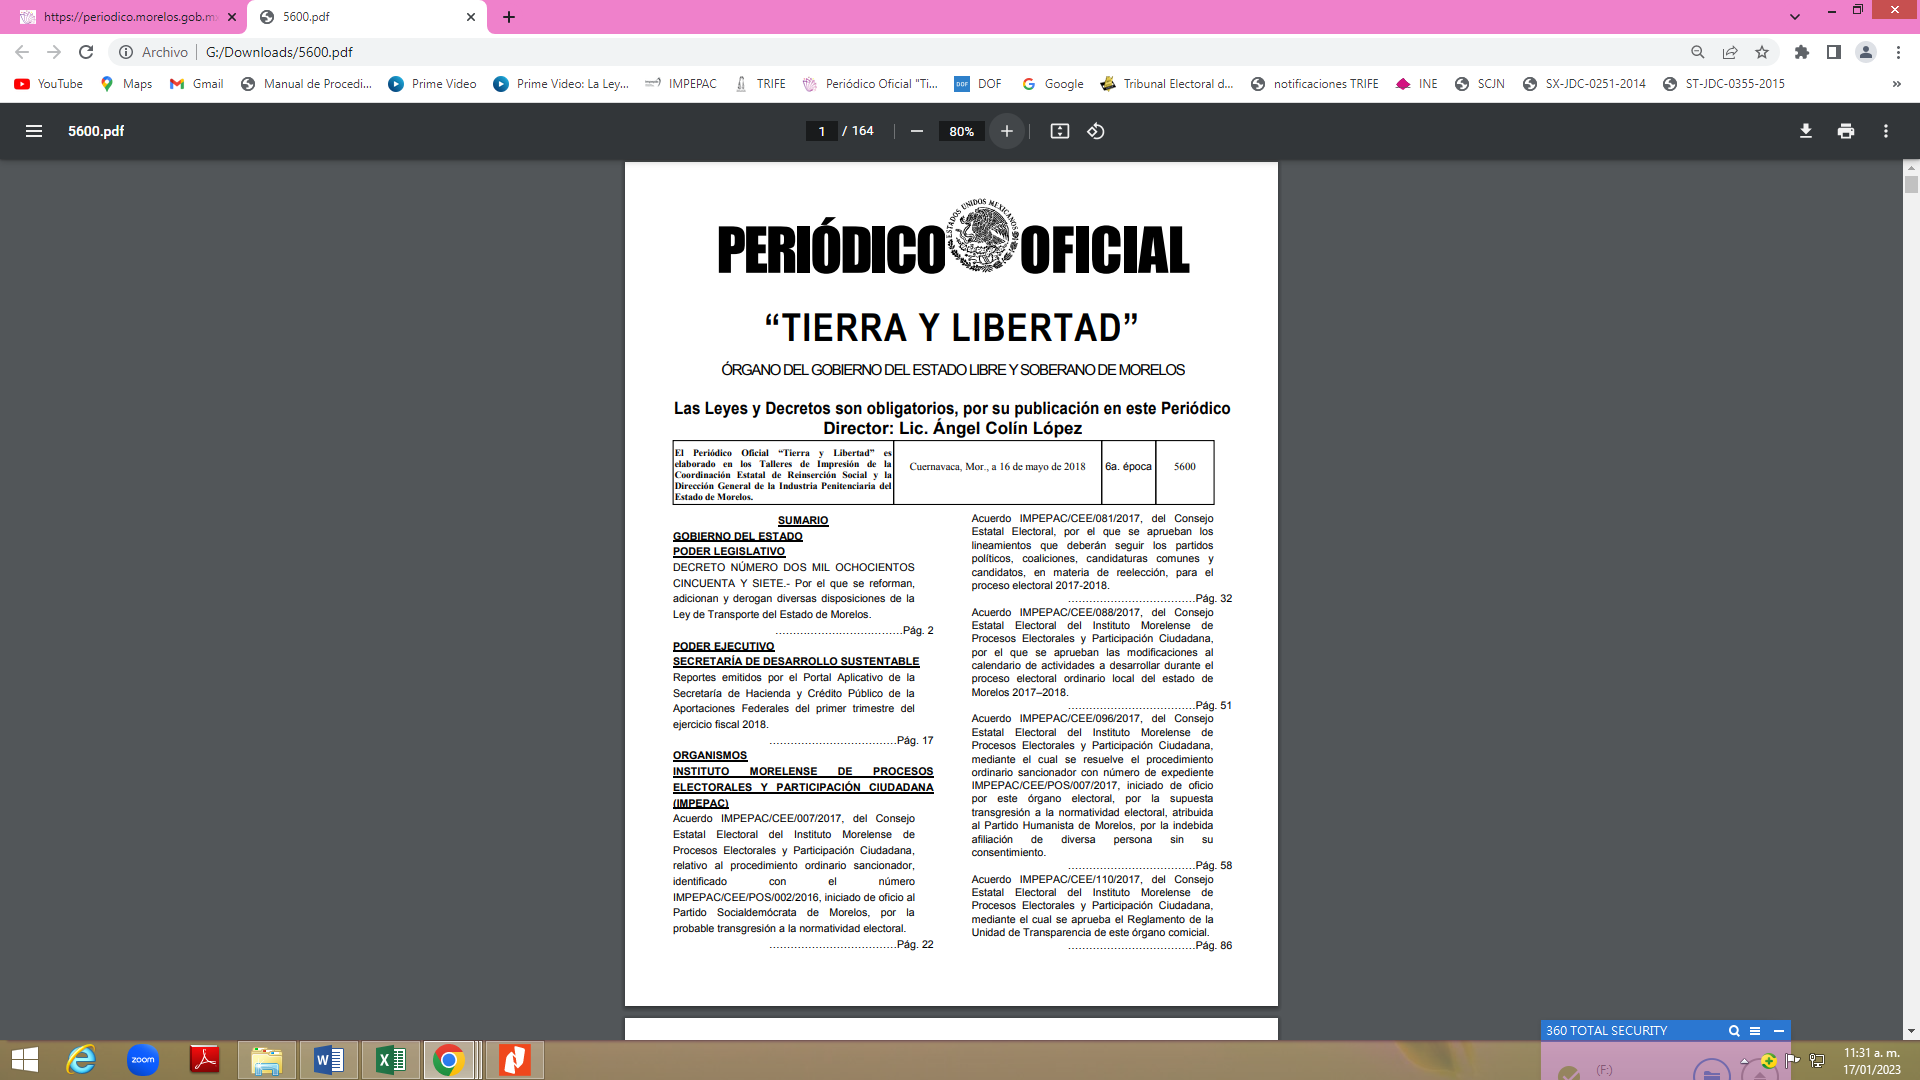 https://periodico.morelos.gob.m
5600.pdf
Archivo
G:/Downloads/5600.pdf
YouTube
Maps
Gmail
Manual de Procedi...
Prime Video
Prime Video: La Ley...
IMPEPAC
TRIFE
Periódico Oficial "Ti...
DOF
Google
Tribunal Electoral d...
notificaciones TRIFE
INE
SCJN
SX-JDC-0251-2014
ST-JDC-0355-2015
»
5600.pdf
1 / 164
80%
PERIÓDICO OFICIAL
ESTADOS UNIDOS MEXICANOS
“TIERRA Y LIBERTAD”
ÓRGANO DEL GOBIERNO DEL ESTADO LIBRE Y SOBERANO DE MORELOS
Las Leyes y Decretos son obligatorios, por su publicación en este Periódico
Director: Lic. Ángel Colín López
El Periódico Oficial “Tierra y Libertad” es
elaborado en los Talleres de Impresión de la
Coordinación Estatal de Reinserción Social y la
Dirección General de la Industria Penitenciaria del
Estado de Morelos.
Cuernavaca, Mor., a 16 de mayo de 2018
6a. época
5600
SUMARIO
GOBIERNO DEL ESTADO
PODER LEGISLATIVO
DECRETO NÚMERO DOS MIL OCHOCIENTOS
CINCUENTA Y SIETE.- Por el que se reforman,
adicionan y derogan diversas disposiciones de la
Ley de Transporte del Estado de Morelos.
………………………………Pág. 2
PODER EJECUTIVO
SECRETARÍA DE DESARROLLO SUSTENTABLE
Reportes emitidos por el Portal Aplicativo de la
Secretaría de Hacienda y Crédito Público de la
Aportaciones Federales del primer trimestre del
ejercicio fiscal 2018.
………………………………Pág. 17
ORGANISMOS
INSTITUTO MORELENSE DE PROCESOS
ELECTORALES Y PARTICIPACIÓN CIUDADANA
(IMPEPAC)
Acuerdo IMPEPAC/CEE/007/2017, del Consejo
Estatal Electoral del Instituto Morelense de
Procesos Electorales y Participación Ciudadana,
relativo al procedimiento ordinario sancionador,
identificado con el número
IMPEPAC/CEE/POS/002/2016, iniciado de oficio al
Partido Socialdemócrata de Morelos, por la
probable transgresión a la normatividad electoral.
………………………………Pág. 22
Acuerdo IMPEPAC/CEE/081/2017, del Consejo
Estatal Electoral, por el que se aprueban los
lineamientos que deberán seguir los partidos
políticos, coaliciones, candidaturas comunes y
candidatos, en materia de reelección, para el
proceso electoral 2017-2018.
………………………………Pág. 32
Acuerdo IMPEPAC/CEE/088/2017, del Consejo
Estatal Electoral del Instituto Morelense de
Procesos Electorales y Participación Ciudadana,
por el que se aprueban las modificaciones al
calendario de actividades a desarrollar durante el
proceso electoral ordinario local del estado de
Morelos 2017–2018.
………………………………Pág. 51
Acuerdo IMPEPAC/CEE/096/2017, del Consejo
Estatal Electoral del Instituto Morelense de
Procesos Electorales y Participación Ciudadana,
mediante el cual se resuelve el procedimiento
ordinario sancionador con número de expediente
IMPEPAC/CEE/POS/007/2017, iniciado de oficio
por este órgano electoral, por la supuesta
transgresión a la normatividad electoral, atribuida
al Partido Humanista de Morelos, por la indebida
afiliación de diversa persona sin su
consentimiento.
………………………………Pág. 58
Acuerdo IMPEPAC/CEE/110/2017, del Consejo
Estatal Electoral del Instituto Morelense de
Procesos Electorales y Participación Ciudadana,
mediante el cual se aprueba el Reglamento de la
Unidad de Transparencia de este órgano comicial.
………………………………Pág. 86
360 TOTAL SECURITY
(F:)
zoom
11:31 a. m.
17/01/2023